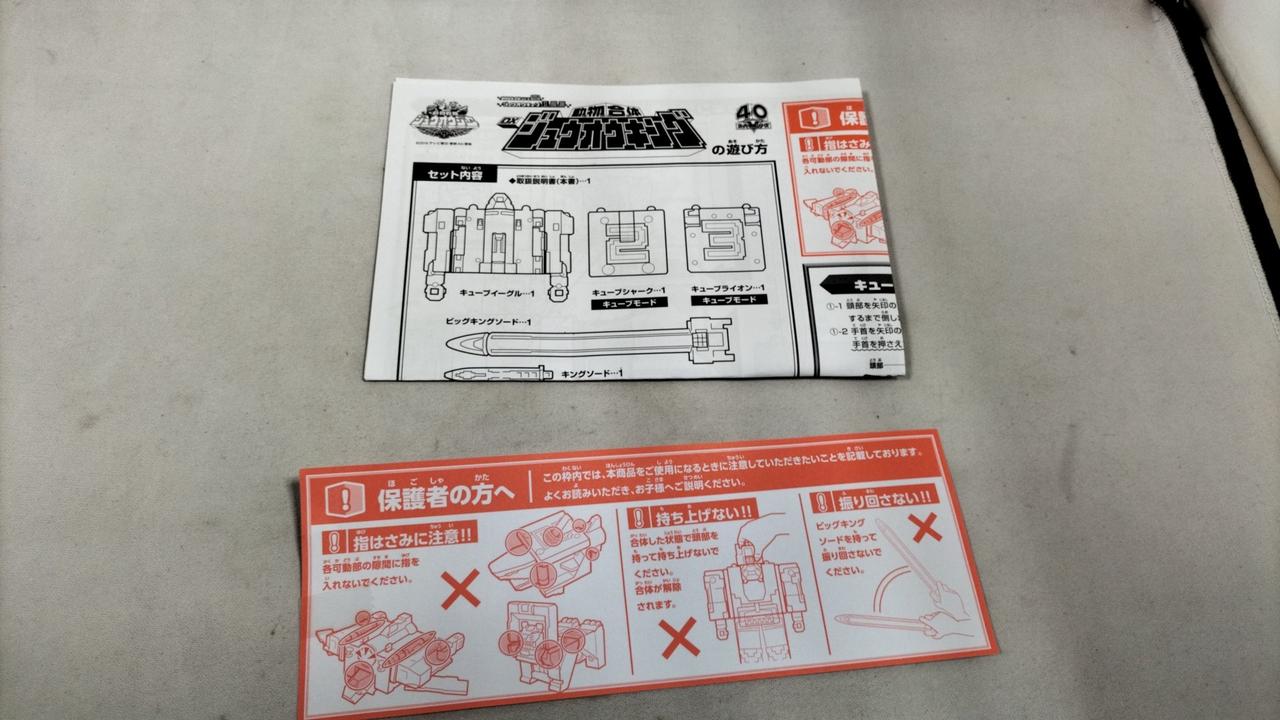 動物合体
DX ジュウオウキング の遊び方
40
セット内容
◆取扱説明書(本書)…1
2
3
キューブイーグル…1
キューブシャーク…1
キューブモード
キューブライオン…1
キューブモード
ビッグキングソード…1
キングソード…1
保護
指はさみ
各可動部の隙間に指
入れないでください。
キュー
①-1 頭部を矢印の
するまで倒し
①-2 手首を矢印の
手首を押さえ
頭部
保護者の方へ
この枠内では、本商品をご使用になるときに注意していただきたいことを記載しております。
よくお読みいただき、お子様へご説明ください。
指はさみに注意!!
各可動部の隙間に指を
入れないでください。
持ち上げない!!
合体した状態で頭部を
持って持ち上げないで
ください。
合体が解除
されます。
振り回さない!!
ビッグキング
ソードを持って
振り回さないで
ください。